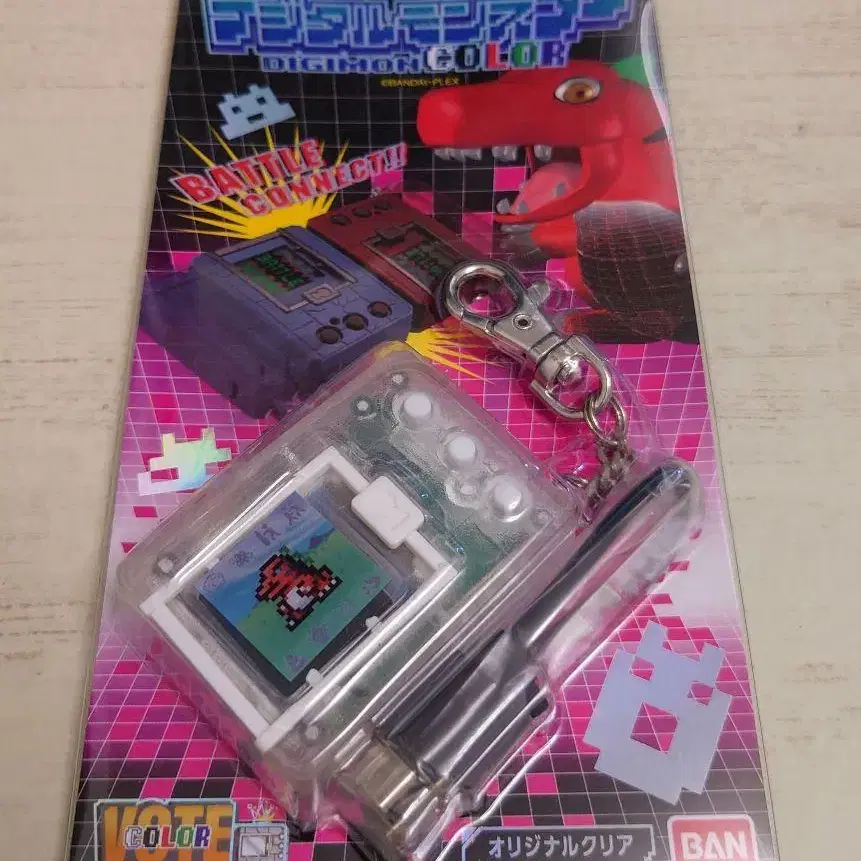 デジタルモンスター
DIGIMON COLOR
©BANDAI・PLEX
BATTLE
CONNECT!!
VOTE
COLOR
オリジナルクリア
BAN